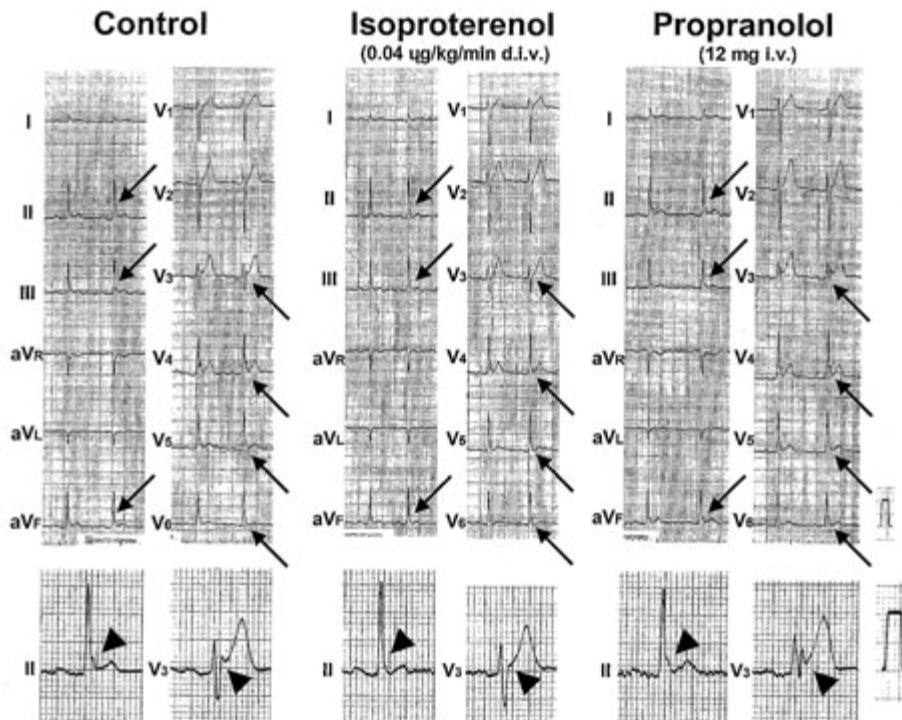 Control
Isoproterenol
Propranolol
(0.04 ug/kg/min d.i.v.)
(12 mg i.v.)
I
V1
II
V2
III
V3
aVR
V4
aVL
V5
aVF
V6
I
V1
II
V2
III
V3
aVR
V4
aVL
V5
aVF
V6
I
V1
II
V2
III
V3
aVR
V4
aVL
V5
aVF
V6
II
V3
II
V3
II
V3